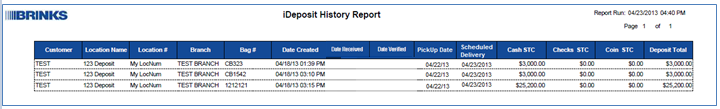 BRINKS
iDeposit History Report
Report Run: 04/23/2013 04:40 PM
Page 1 of 1
Customer Location Name Location # Branch Bag # Date Created Date Received Date Verified PickUp Date Scheduled Delivery Cash STC Checks STC Coin STC Deposit Total
TEST 123 Deposit My LocNum TEST BRANCH CB323 04/18/13 01:39 PM 04/22/13 04/23/2013 $3,000.00 $0.00 $0.00 $3,000.00
TEST 123 Deposit My LocNum TEST BRANCH CB1542 04/18/13 03:10 PM 04/22/13 04/23/2013 $3,000.00 $0.00 $0.00 $3,000.00
TEST 123 Deposit My LocNum TEST BRANCH 1212121 04/18/13 03:15 PM 04/22/13 04/23/2013 $25,200.00 $0.00 $0.00 $25,200.00